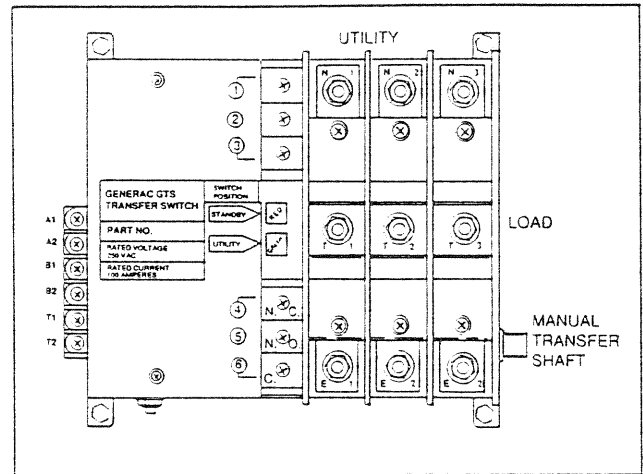 UTILITY
N 1
N 2
N 3
1
2
3
GENERAC GTS
TRANSFER SWITCH
SWITCH
POSITION
STANDBY
RED
PART NO.
UTILITY
RATED VOLTAGE
250 VAC
RATED CURRENT
100 AMPERES
A1
A2
B1
B2
T1
T2
T 1
T 2
T 3
LOAD
4
N. C.
5
N. O.
6
C.
E 1
E 2
MANUAL
TRANSFER
SHAFT